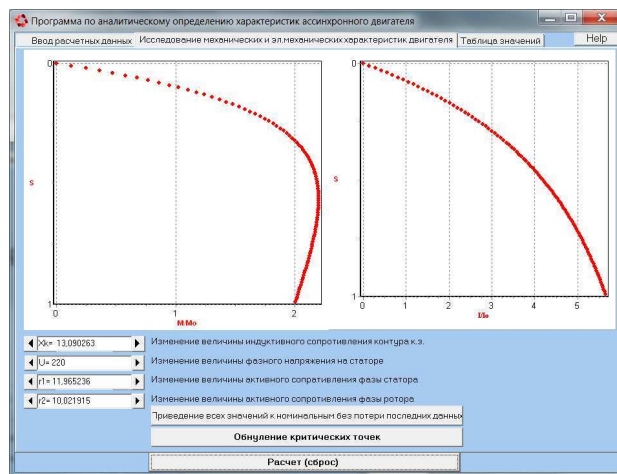 Программа по аналитическому определению характеристик ассинхронного двигателя
Ввод расчетных данных Исследование механических и эл.механических характеристик двигателя Таблица значений Help
0
S
1
0 1 2
M/Mo
0
S
1
0 1 2 3 4 5
I/Io
Xk= 13,090263 Изменение величины индуктивного сопротивления контура к.з.
U= 220 Изменение величины фазного напряжения на статоре
r1= 11,965236 Изменение величины активного сопративления фазы статора
r2= 10,021915 Изменение величины активного сопротивления фазы ротора
Приведение всех значений к номинальным без потери последних данных
Обнуление критических точек
Расчет (сброс)